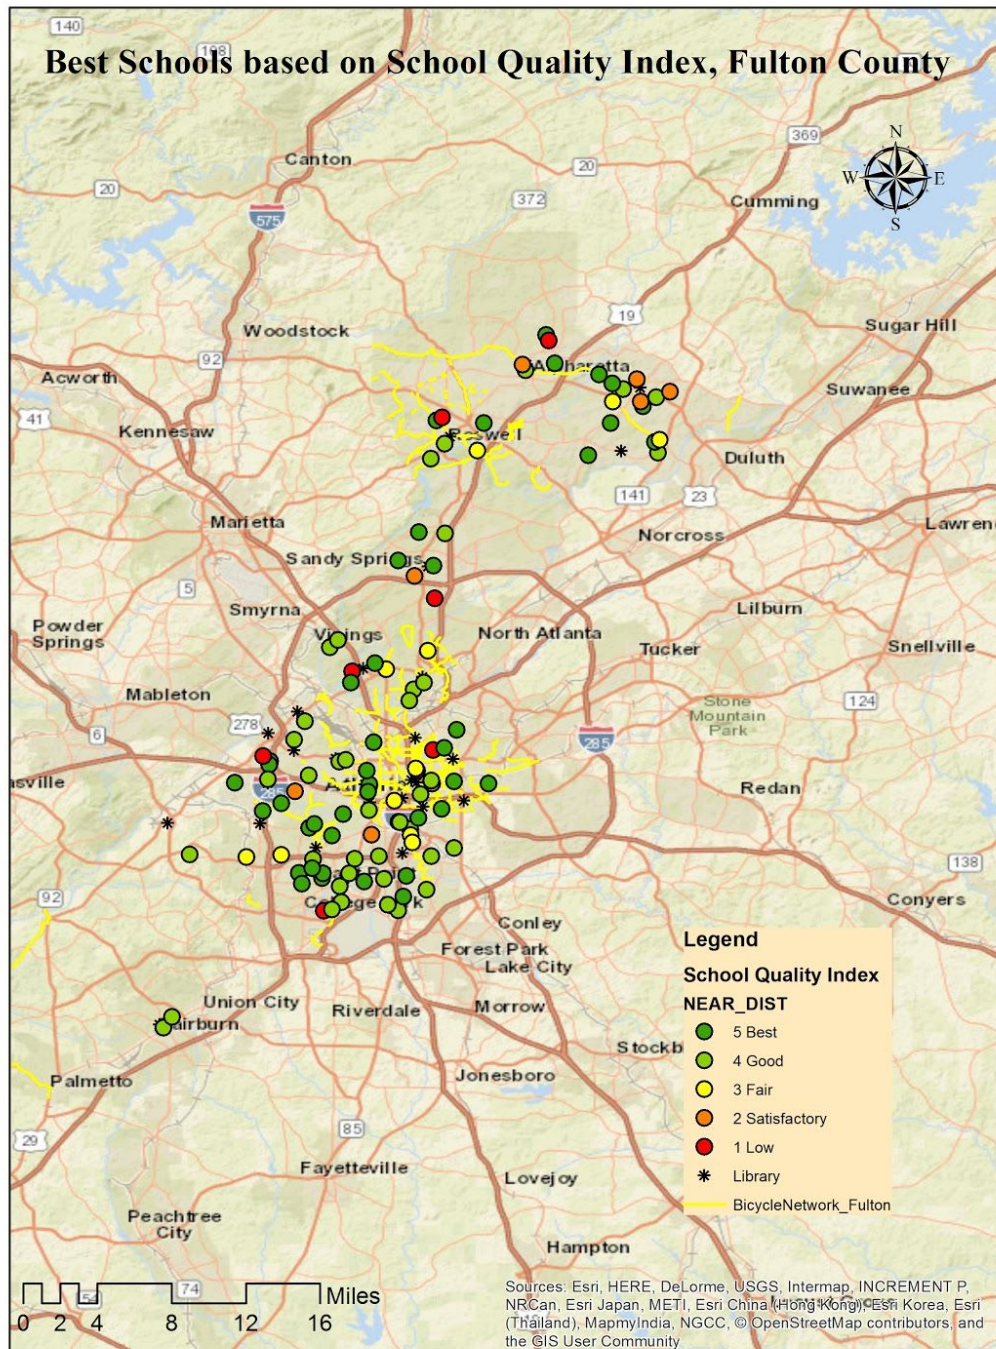 140
Best Schools based on School Quality Index, Fulton County
369
N
W E
S
Canton
20
20
372
Cumming
575
19
Woodstock
Sugar Hill
92
Acworth
Suwanee
41
Kennesaw
Roswell
Duluth
141
23
Marietta
Norcross
Sandy Springs
5
Lilburn
Smyrna
Powder
Springs
Vinings
North Atlanta
Tucker
Snellville
Mableton
Stone
Mountain
Park
124
278
6
285
285
Redan
138
92
Conyers
Conley
Forest Park
Lake City
Union City
Riverdale
Morrow
Palmetto
Jonesboro
85
29
Fayetteville
Lovejoy
Peachtree
City
Hampton
74
Legend
School Quality Index
NEAR_DIST
5 Best
4 Good
3 Fair
2 Satisfactory
1 Low
Library
BicycleNetwork_Fulton
Miles
0 2 4 8 12 16
Sources: Esri, HERE, DeLorme, USGS, Intermap, INCREMENT P,
NRCan, Esri Japan, METI, Esri China (Hong Kong), Esri Korea, Esri
(Thailand), MapmyIndia, NGCC, © OpenStreetMap contributors, and
the GIS User Community